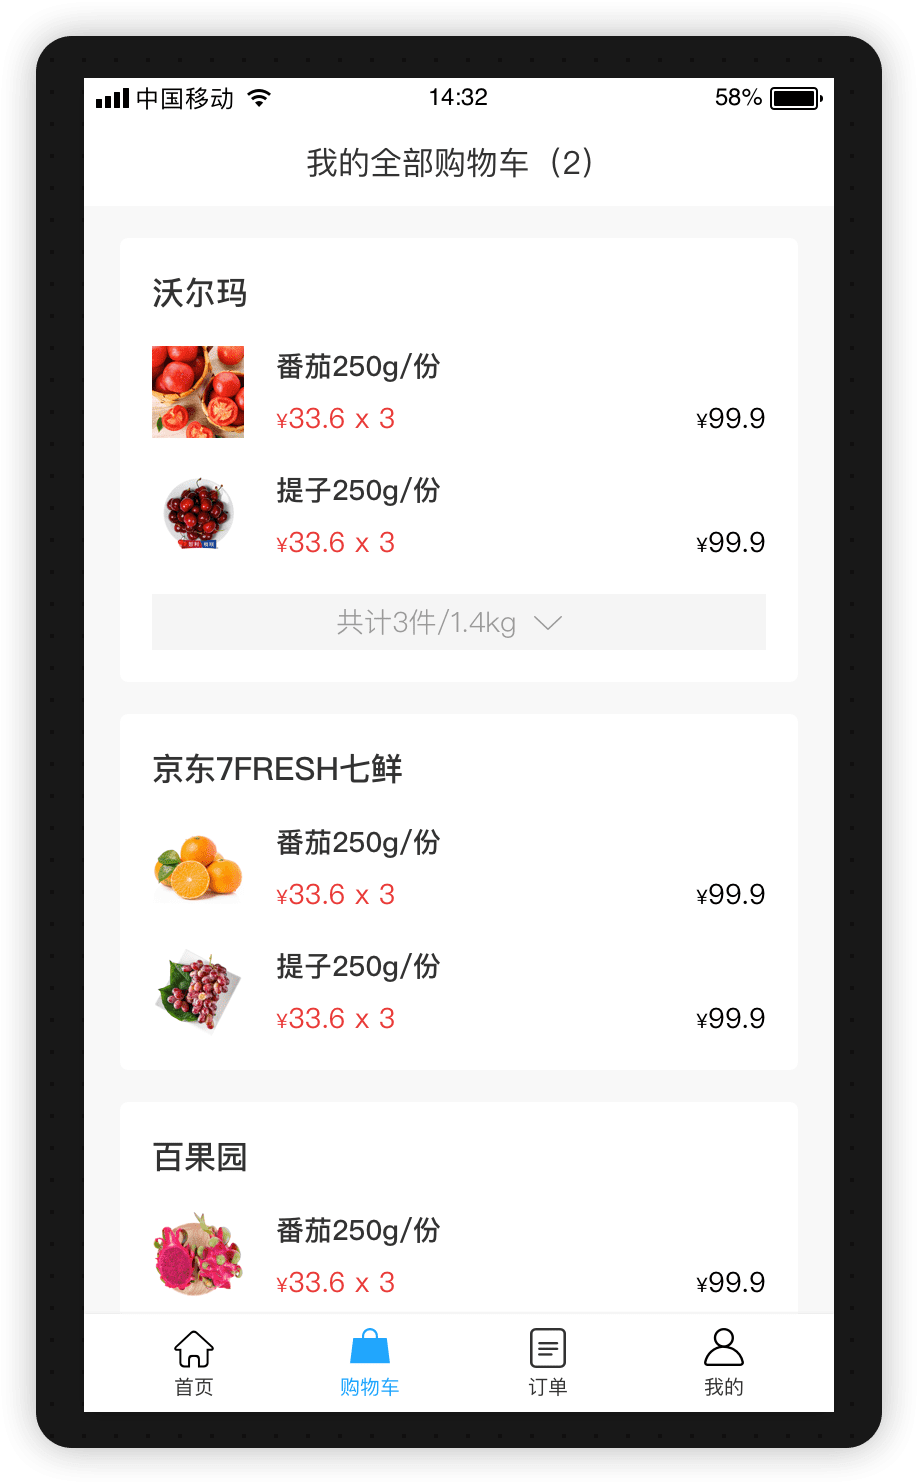 中国移动 14:32 58%
我的全部购物车（2）
沃尔玛
番茄250g/份
¥33.6 x 3 ¥99.9
提子250g/份
¥33.6 x 3 ¥99.9
共计3件/1.4kg
京东7FRESH七鲜
番茄250g/份
¥33.6 x 3 ¥99.9
提子250g/份
¥33.6 x 3 ¥99.9
百果园
番茄250g/份
¥33.6 x 3 ¥99.9
首页 购物车 订单 我的